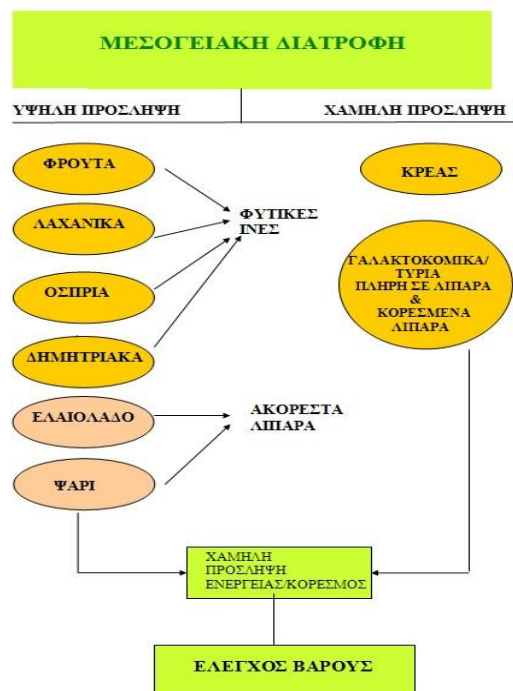 ΜΕΣΟΓΕΙΑΚΗ ΔΙΑΤΡΟΦΗ
ΥΨΗΛΗ ΠΡΟΣΛΗΨΗ
ΧΑΜΗΛΗ ΠΡΟΣΛΗΨΗ
ΦΡΟΥΤΑ
ΛΑΧΑΝΙΚΑ
ΟΣΠΡΙΑ
ΔΗΜΗΤΡΙΑΚΑ
ΦΥΤΙΚΕΣ
ΙΝΕΣ
ΕΛΑΙΟΛΑΔΟ
ΨΑΡΙ
ΑΚΟΡΕΣΤΑ
ΛΙΠΑΡΑ
ΚΡΕΑΣ
ΓΑΛΑΚΤΟΚΟΜΙΚΑ/
ΤΥΡΙΑ
ΠΛΗΡΗ ΣΕ ΛΙΠΑΡΑ
&
ΚΟΡΕΣΜΕΝΑ
ΛΙΠΑΡΑ
ΧΑΜΗΛΗ
ΠΡΟΣΛΗΨΗ
ΕΝΕΡΓΕΙΑΣ/ΚΟΡΕΣΜΟΣ
ΕΛΕΓΧΟΣ ΒΑΡΟΥΣ